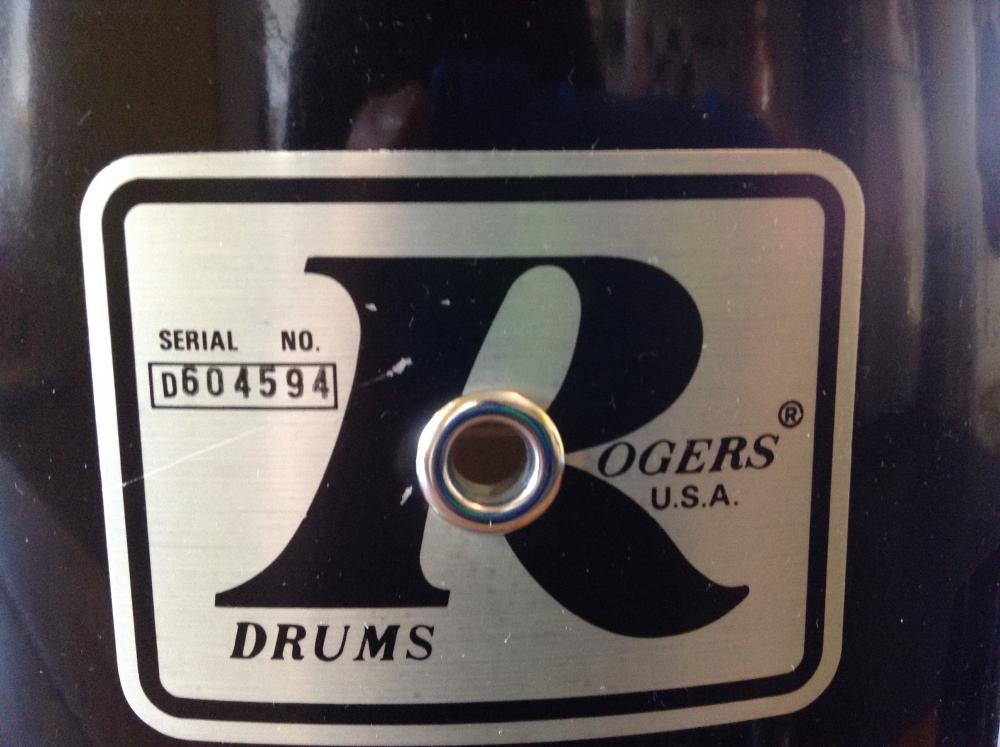 SERIAL NO.
D604594
ROGERS ®
U.S.A.
DRUMS